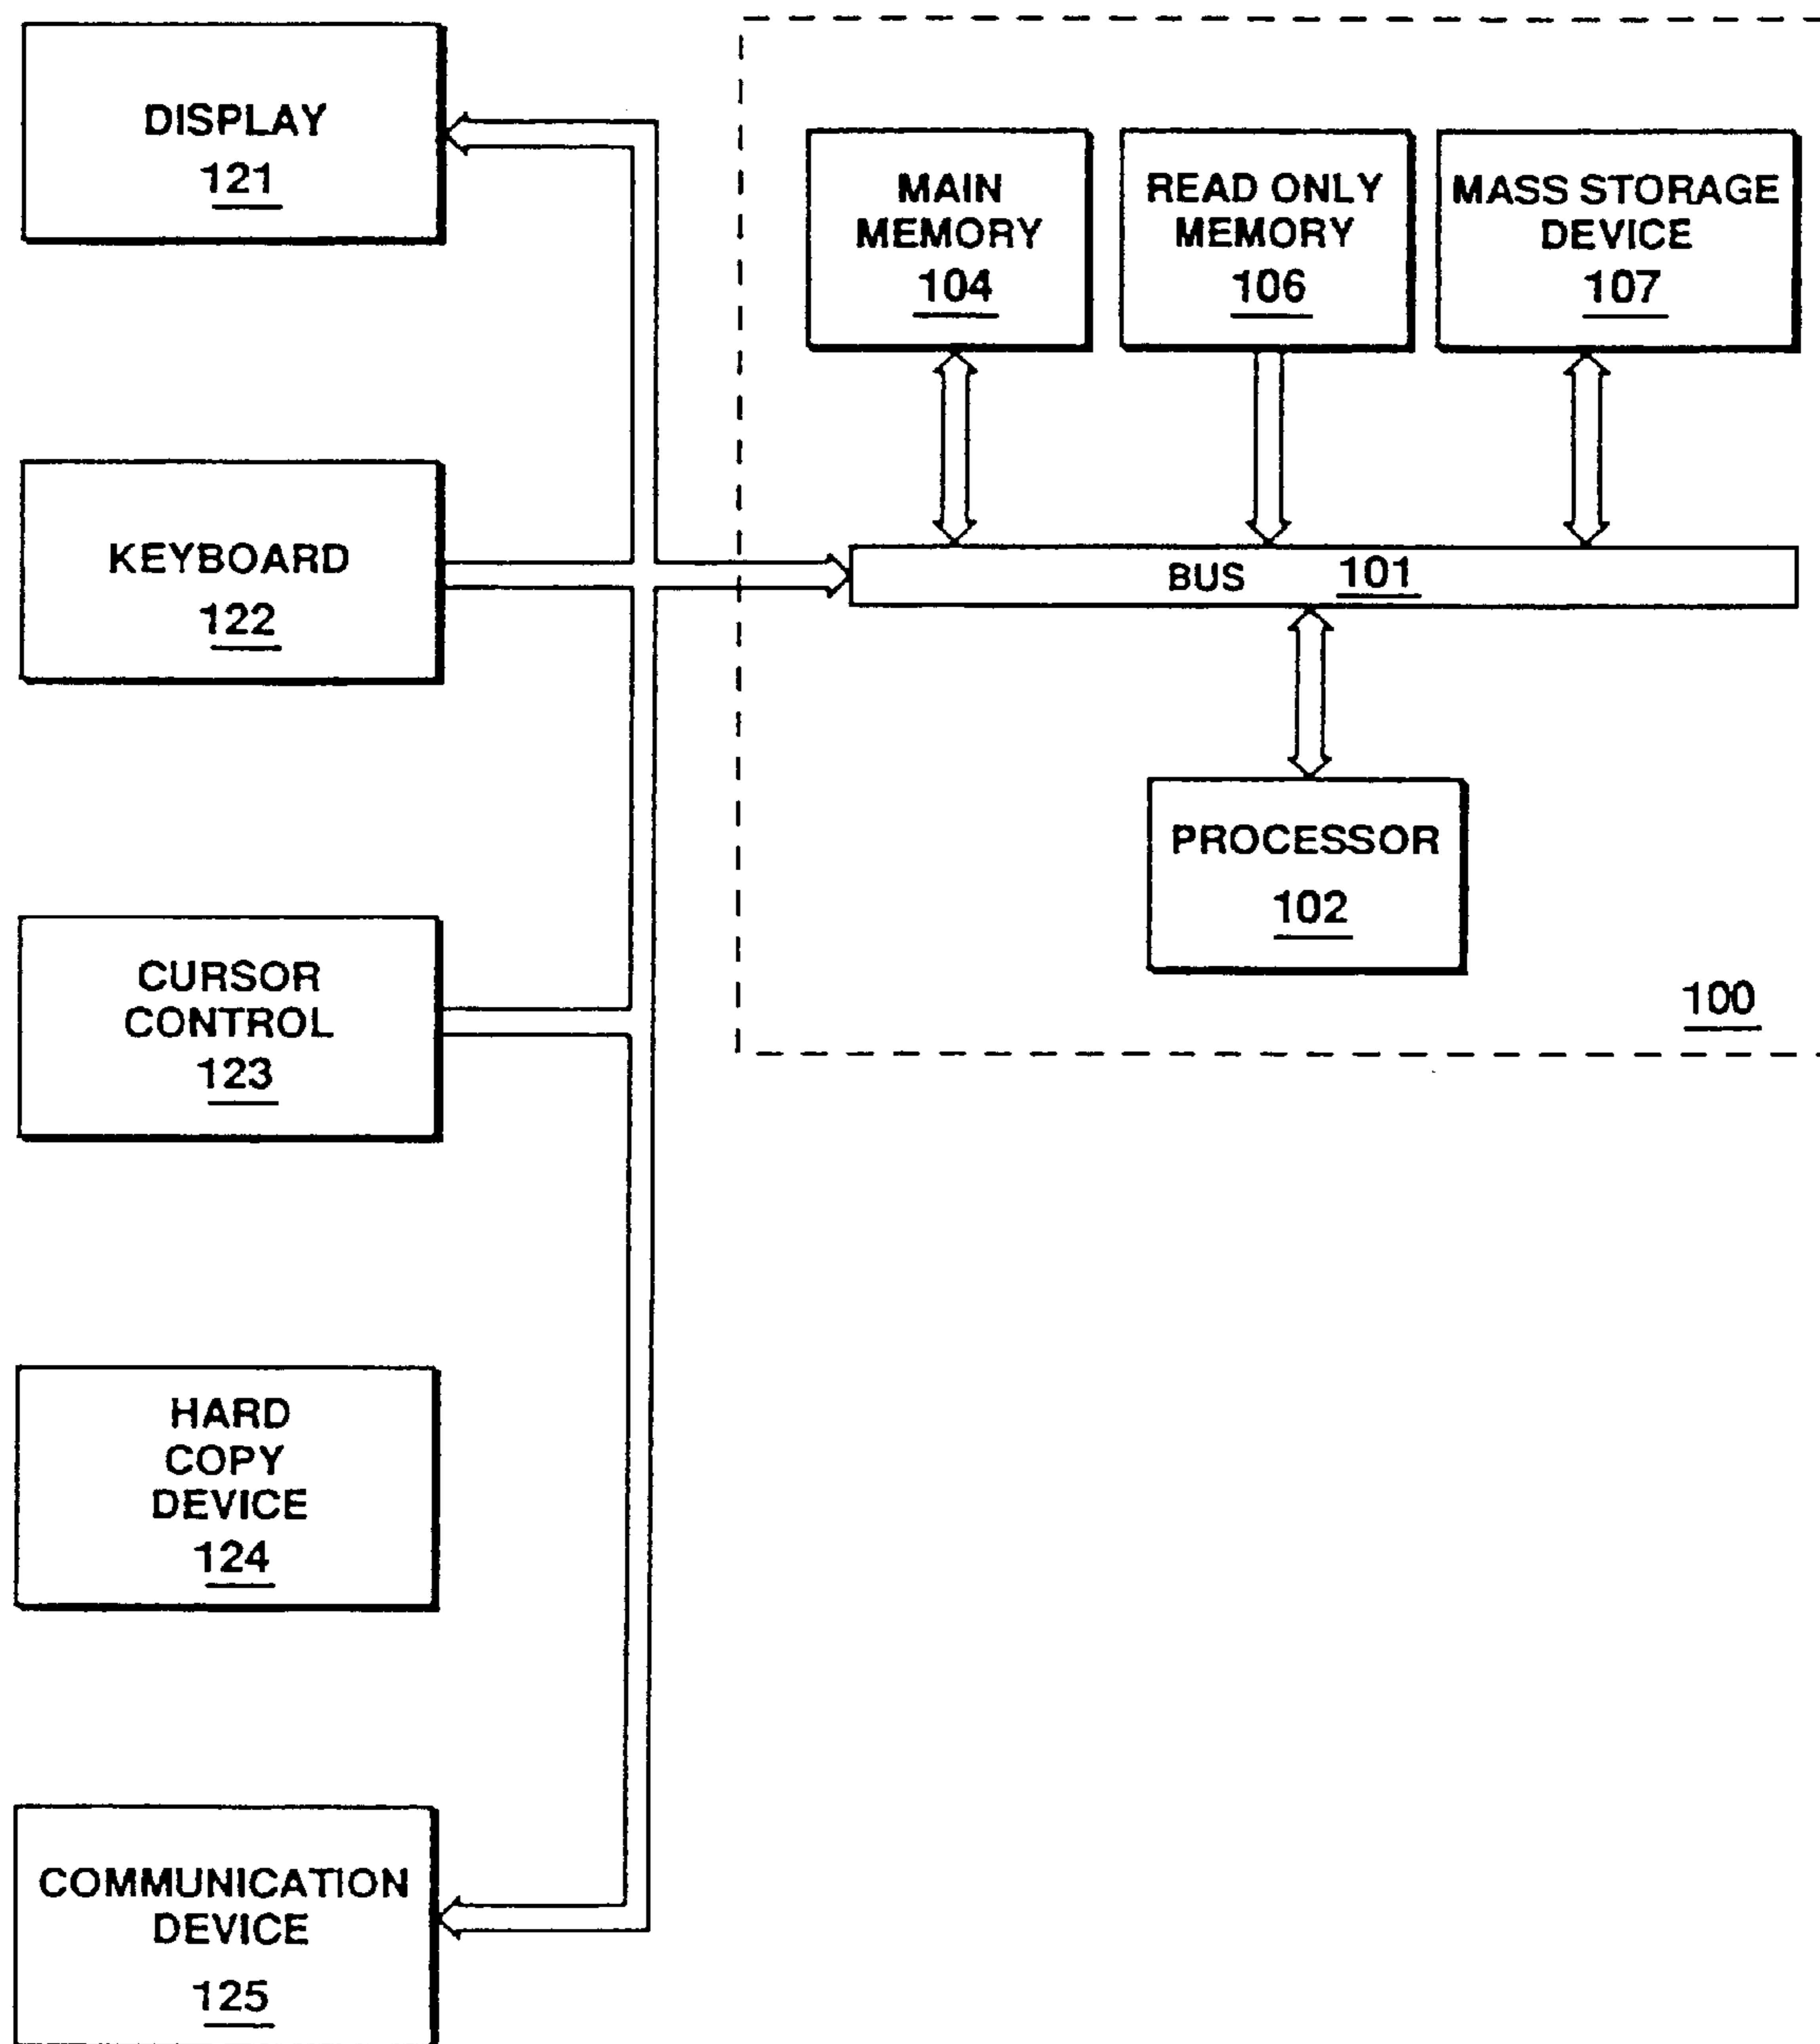 DISPLAY
121
KEYBOARD
122
CURSOR
CONTROL
123
HARD
COPY
DEVICE
124
COMMUNICATION
DEVICE
125
MAIN
MEMORY
104
READ ONLY
MEMORY
106
MASS STORAGE
DEVICE
107
BUS 101
PROCESSOR
102
100